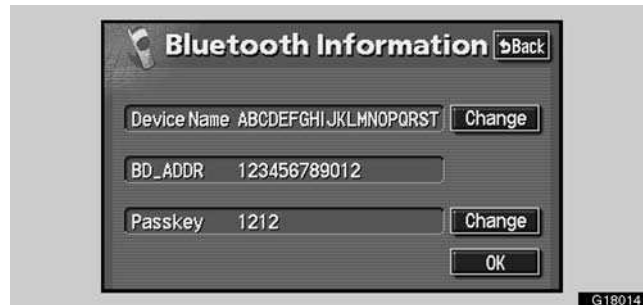 Bluetooth Information Back
Device Name ABCDEFGHIJKLMNOPQRST Change
BD_ADDR 123456789012
Passkey 1212 Change
OK
G18014